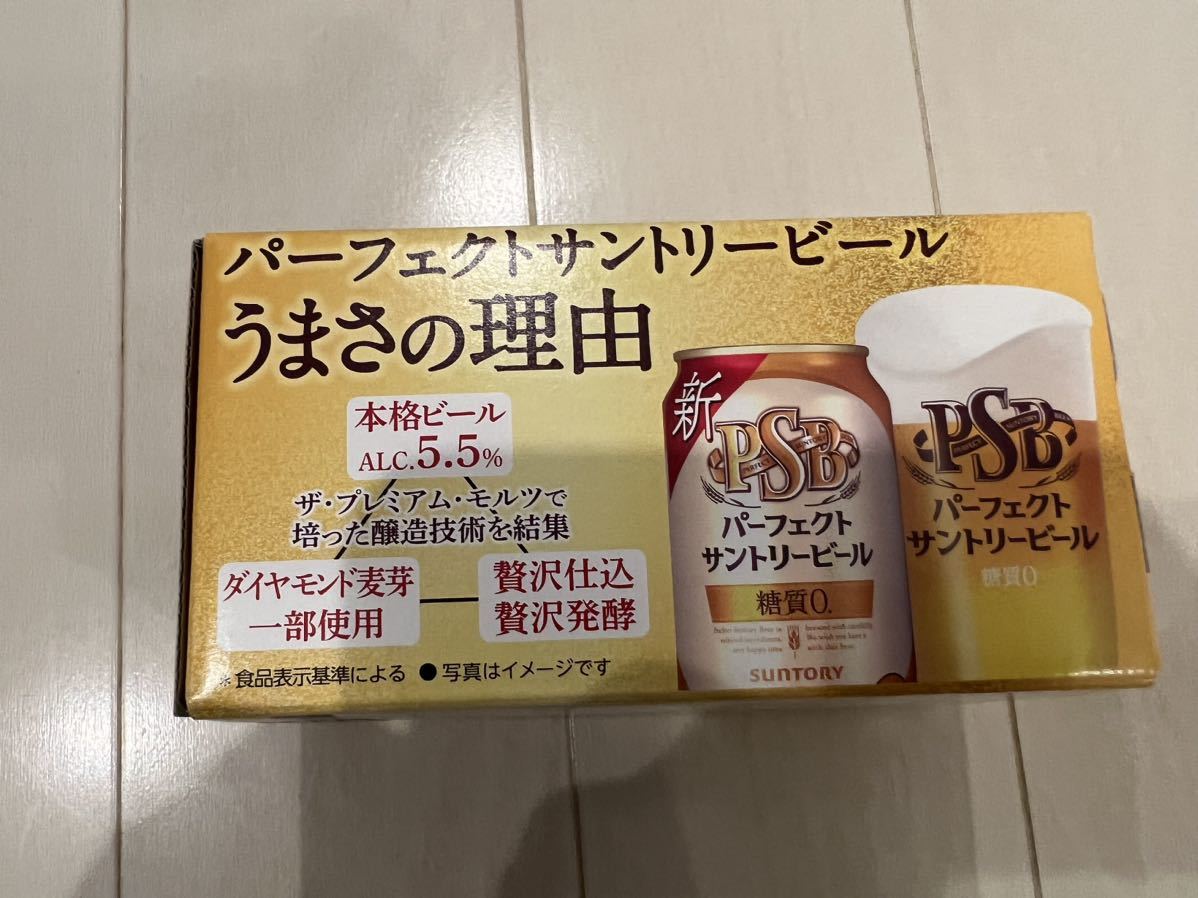 パーフェクトサントリービール
うまさの理由
本格ビール
ALC.5.5%
ザ・プレミアム・モルツで
培った醸造技術を結集
ダイヤモンド麦芽
一部使用
贅沢仕込
贅沢発酵
*食品表示基準による ●写真はイメージです
新
PSB
PERFECT SUNTORY
パーフェクト
サントリービール
糖質0*
SUNTORY
PSB
PERFECT SUNTORY BEER
パーフェクト
サントリービール
糖質0